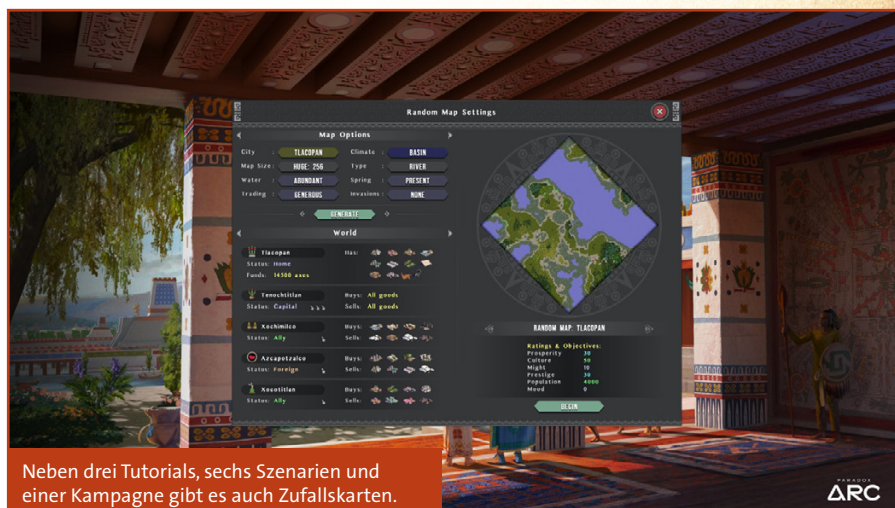 Random Map Settings
Map Options
City : TLACOPAN Climate : BASIN
Map Size: HUGE: 256 Type : RIVER
Water : ABUNDANT Spring : PRESENT
Trading : GENEROUS Invasions : NONE
GENERATE
World
Tlacopan Has:
Status: Home
Funds: 14500 axes
Tenochtitlan Buys: All goods
Status: Capital Sells: All goods
Xochimilco Buys:
Status: Ally Sells:
Azcapotzalco Buys:
Status: Foreign Sells:
Xocotitlan Buys:
Status: Ally Sells:
RANDOM MAP: TLACOPAN
Ratings & Objectives:
Prosperity 30
Culture 50
Might 10
Prestige 30
Population 4000
Mood 0
BEGIN
Neben drei Tutorials, sechs Szenarien und
einer Kampagne gibt es auch Zufallskarten.
PARADOX
ARC